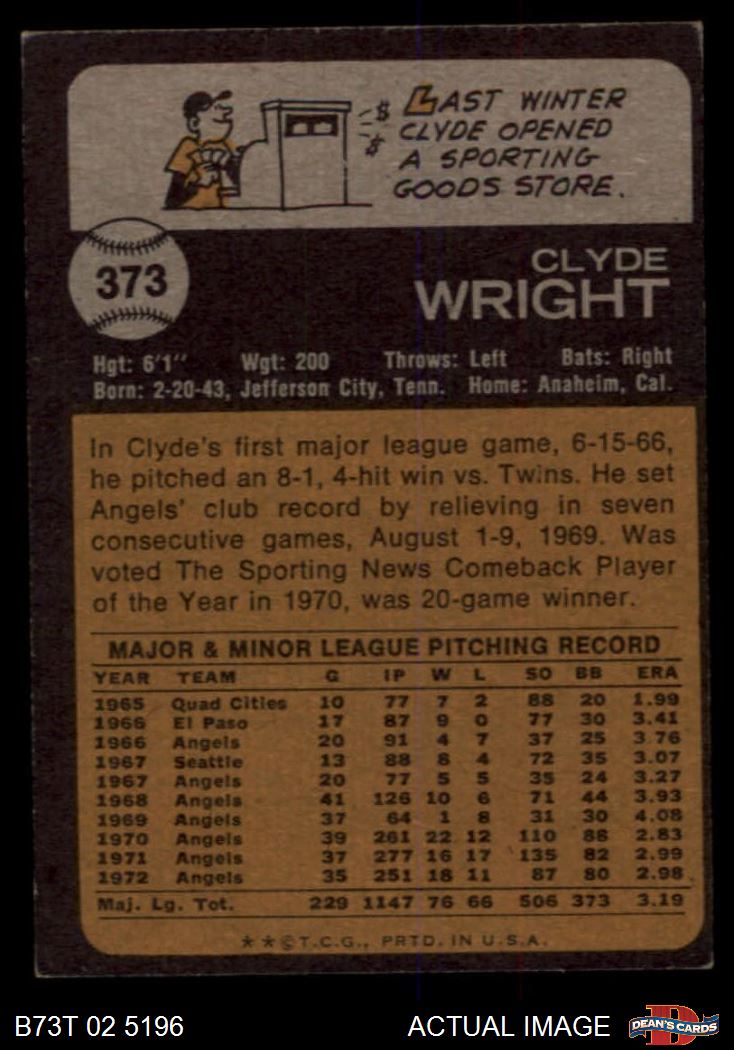 LAST WINTER
CLYDE OPENED
A SPORTING
GOODS STORE.
$
$
373
CLYDE
WRIGHT
Hgt: 6'1" Wgt: 200 Throws: Left Bats: Right
Born: 2-20-43, Jefferson City, Tenn. Home: Anaheim, Cal.
In Clyde's first major league game, 6-15-66,
he pitched an 8-1, 4-hit win vs. Twins. He set
Angels' club record by relieving in seven
consecutive games, August 1-9, 1969. Was
voted The Sporting News Comeback Player
of the Year in 1970, was 20-game winner.
MAJOR & MINOR LEAGUE PITCHING RECORD
YEAR TEAM G IP W L SO BB ERA
1965 Quad Cities 10 77 7 2 88 20 1.99
1966 El Paso 17 87 9 0 77 30 3.41
1966 Angels 20 91 4 7 37 25 3.76
1967 Seattle 13 88 8 4 72 35 3.07
1967 Angels 20 77 5 5 35 24 3.27
1968 Angels 41 126 10 6 71 44 3.93
1969 Angels 37 64 1 8 31 30 4.08
1970 Angels 39 261 22 12 110 88 2.83
1971 Angels 37 277 16 17 135 82 2.99
1972 Angels 35 251 18 11 87 80 2.98
Maj. Lg. Tot. 229 1147 76 66 506 373 3.19
**©T.C.G., PRTD. IN U.S.A.
B73T 02 5196 ACTUAL IMAGE
DEAN'S CARDS